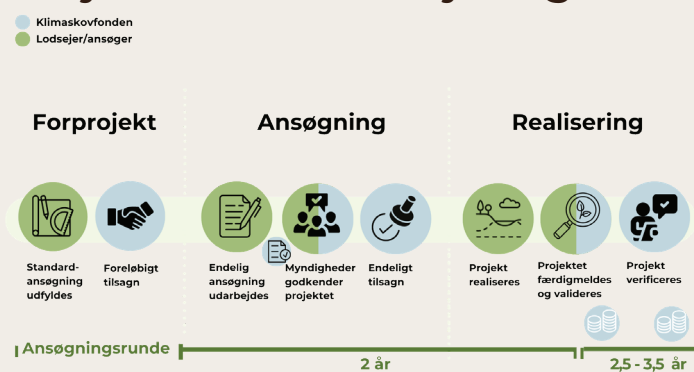 Klimaskovfonden
Lodsejer/ansøger
Forprojekt
Ansøgning
Realisering
Standard-
ansøgning
udfyldes
Foreløbigt
tilsagn
Endelig
ansøgning
udarbejdes
Myndigheder
godkender
projektet
Endeligt
tilsagn
Projekt
realiseres
Projektet
færdigmeldes
og valideres
Projekt
verificeres
Ansøgningsrunde
2 år
2,5 - 3,5 år